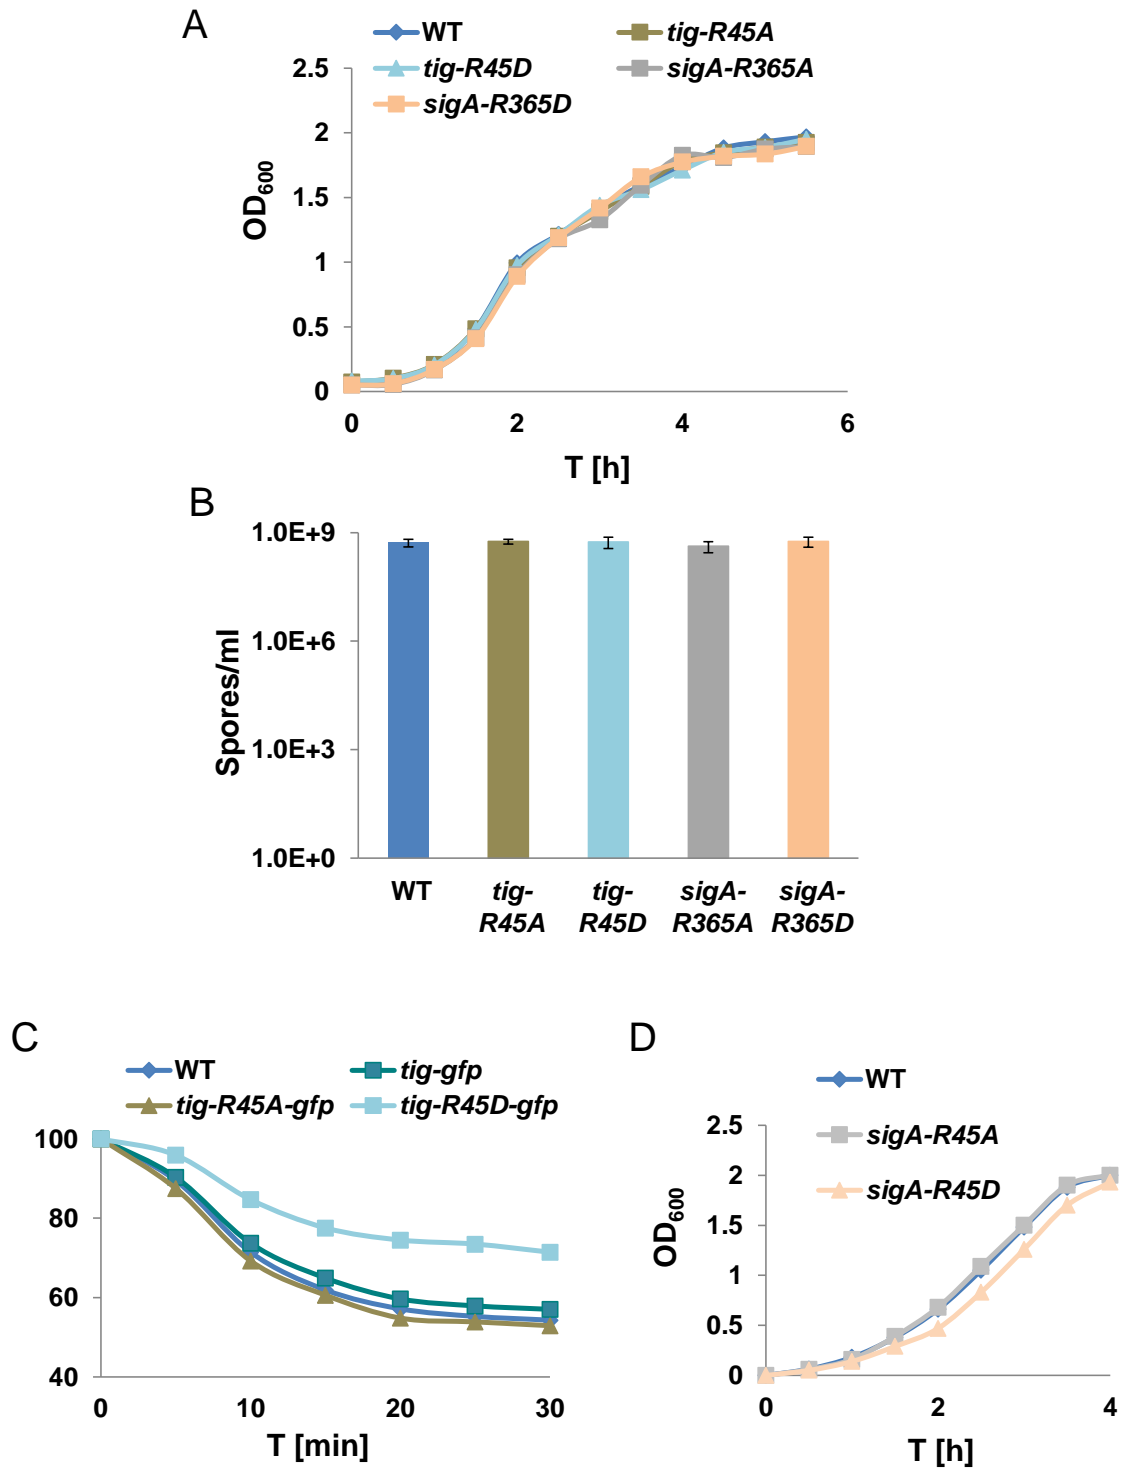 A
WT
tig-R45A
tig-R45D
sigA-R365A
sigA-R365D
2.5
2
1.5
1
0.5
0
OD600
0 2 4 6
T [h]
B
1.0E+9
1.0E+6
1.0E+3
1.0E+0
Spores/ml
WT
tig-
R45A
tig-
R45D
sigA-
R365A
sigA-
R365D
C
WT
tig-gfp
tig-R45A-gfp
tig-R45D-gfp
100
80
60
40
0 10 20 30
T [min]
D
WT
sigA-R45A
sigA-R45D
2.5
2
1.5
1
0.5
0
OD600
0 2 4
T [h]